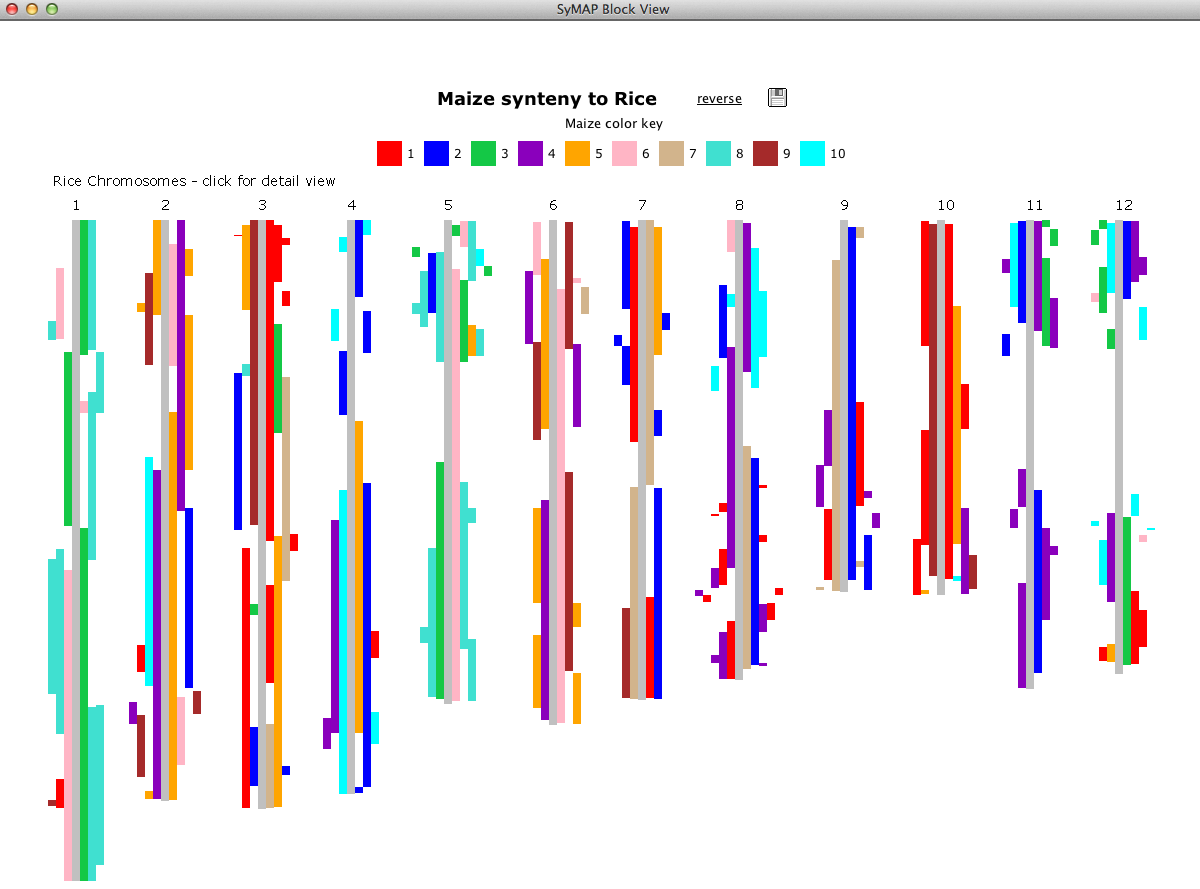 SyMAP Block View
Maize synteny to Rice reverse
Maize color key
1 2 3 4 5 6 7 8 9 10
Rice Chromosomes - click for detail view
1 2 3 4 5 6 7 8 9 10 11 12